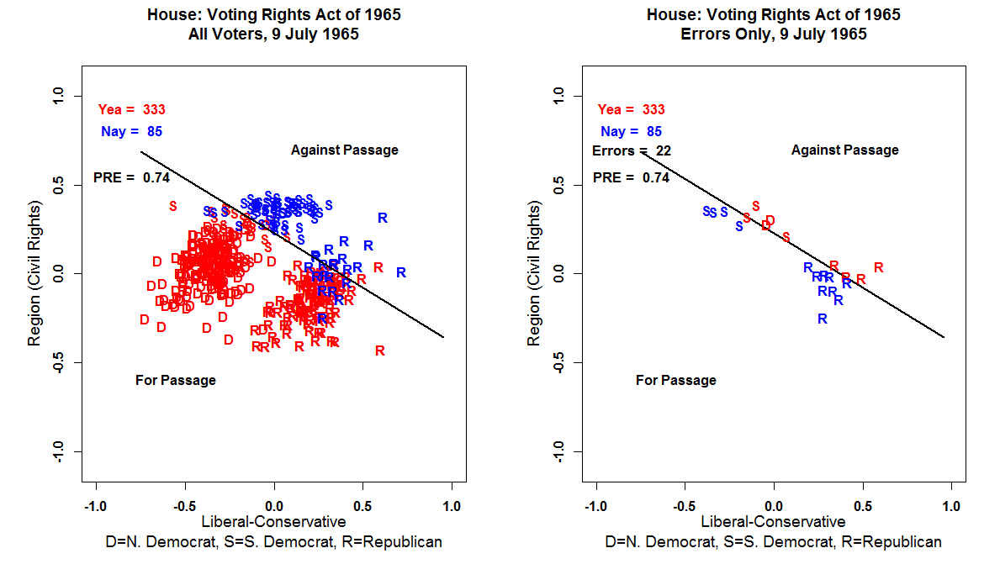 House: Voting Rights Act of 1965
All Voters, 9 July 1965
Yea = 333
Nay = 85
PRE = 0.74
Against Passage
For Passage
Region (Civil Rights)
1.0
0.5
0.0
-0.5
-1.0
-1.0 -0.5 0.0 0.5 1.0
Liberal-Conservative
D=N. Democrat, S=S. Democrat, R=Republican
House: Voting Rights Act of 1965
Errors Only, 9 July 1965
Yea = 333
Nay = 85
Errors = 22
PRE = 0.74
Against Passage
For Passage
Region (Civil Rights)
1.0
0.5
0.0
-0.5
-1.0
-1.0 -0.5 0.0 0.5 1.0
Liberal-Conservative
D=N. Democrat, S=S. Democrat, R=Republican